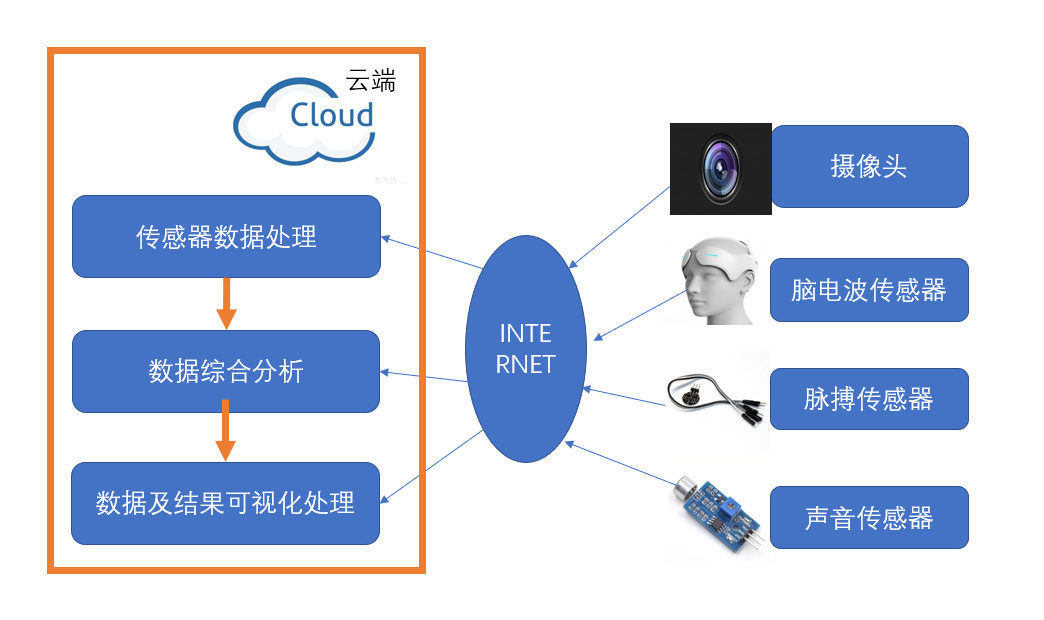 云端
Cloud
传感器数据处理
数据综合分析
数据及结果可视化处理
INTE
RNET
摄像头
脑电波传感器
脉搏传感器
声音传感器